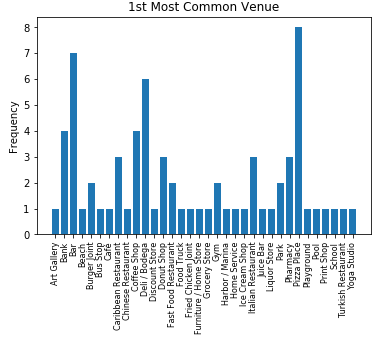 1st Most Common Venue
Frequency
8
7
6
5
4
3
2
1
0
Art Gallery
Bank
Bar
Beach
Burger Joint
Bus Stop
Café
Caribbean Restaurant
Chinese Restaurant
Coffee Shop
Deli / Bodega
Discount Store
Donut Shop
Fast Food Restaurant
Food Truck
Fried Chicken Joint
Furniture / Home Store
Grocery Store
Gym
Harbor / Marina
Home Service
Ice Cream Shop
Italian Restaurant
Juice Bar
Liquor Store
Park
Pharmacy
Pizza Place
Playground
Pool
Print Shop
School
Turkish Restaurant
Yoga Studio